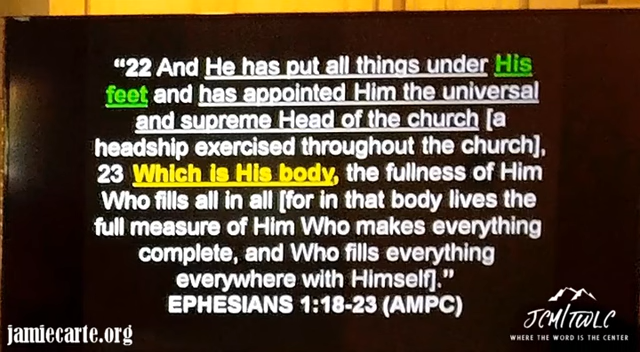 “22 And He has put all things under His
feet and has appointed Him the universal
and supreme Head of the church [a
headship exercised throughout the church],
23 Which is His body, the fullness of Him
Who fills all in all [for in that body lives the
full measure of Him Who makes everything
complete, and Who fills everything
everywhere with Himself].”
EPHESIANS 1:18-23 (AMPC)
jamiecarte.org
JCM/TWLC
WHERE THE WORD IS THE CENTER